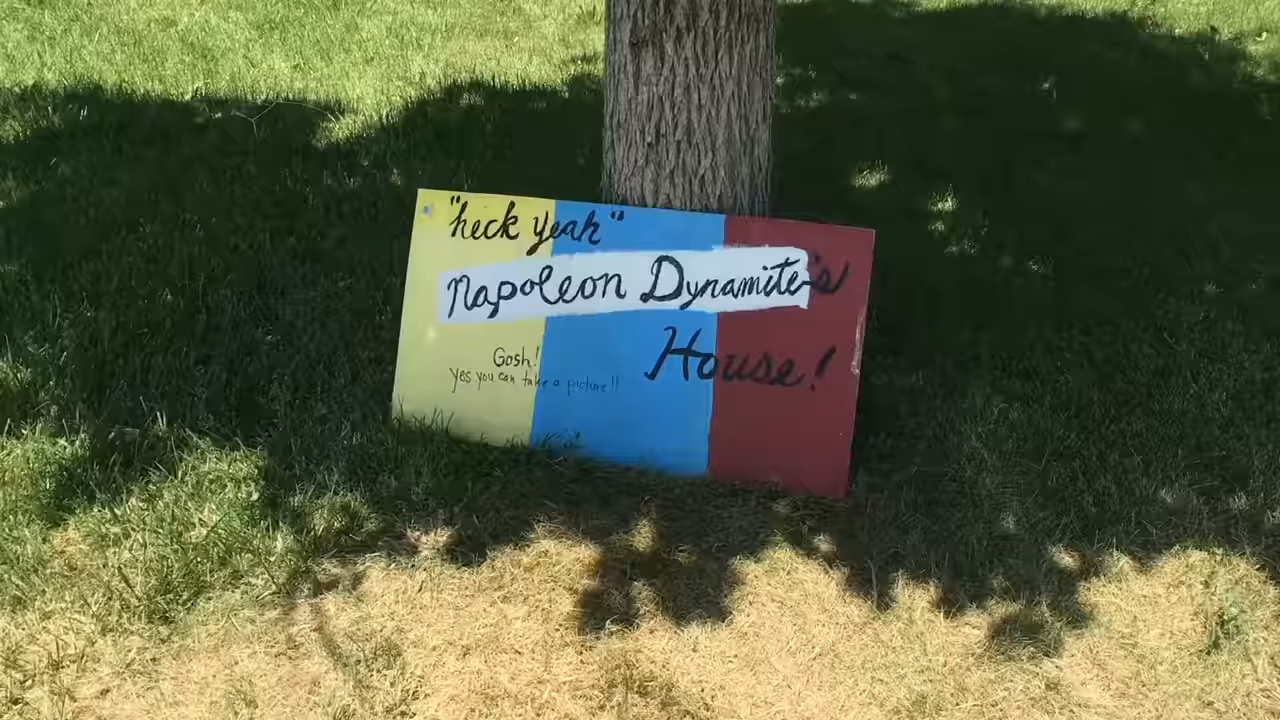 "heck yeah"
Napoleon Dynamite's
House!
Gosh!
Yes you can take a picture!!